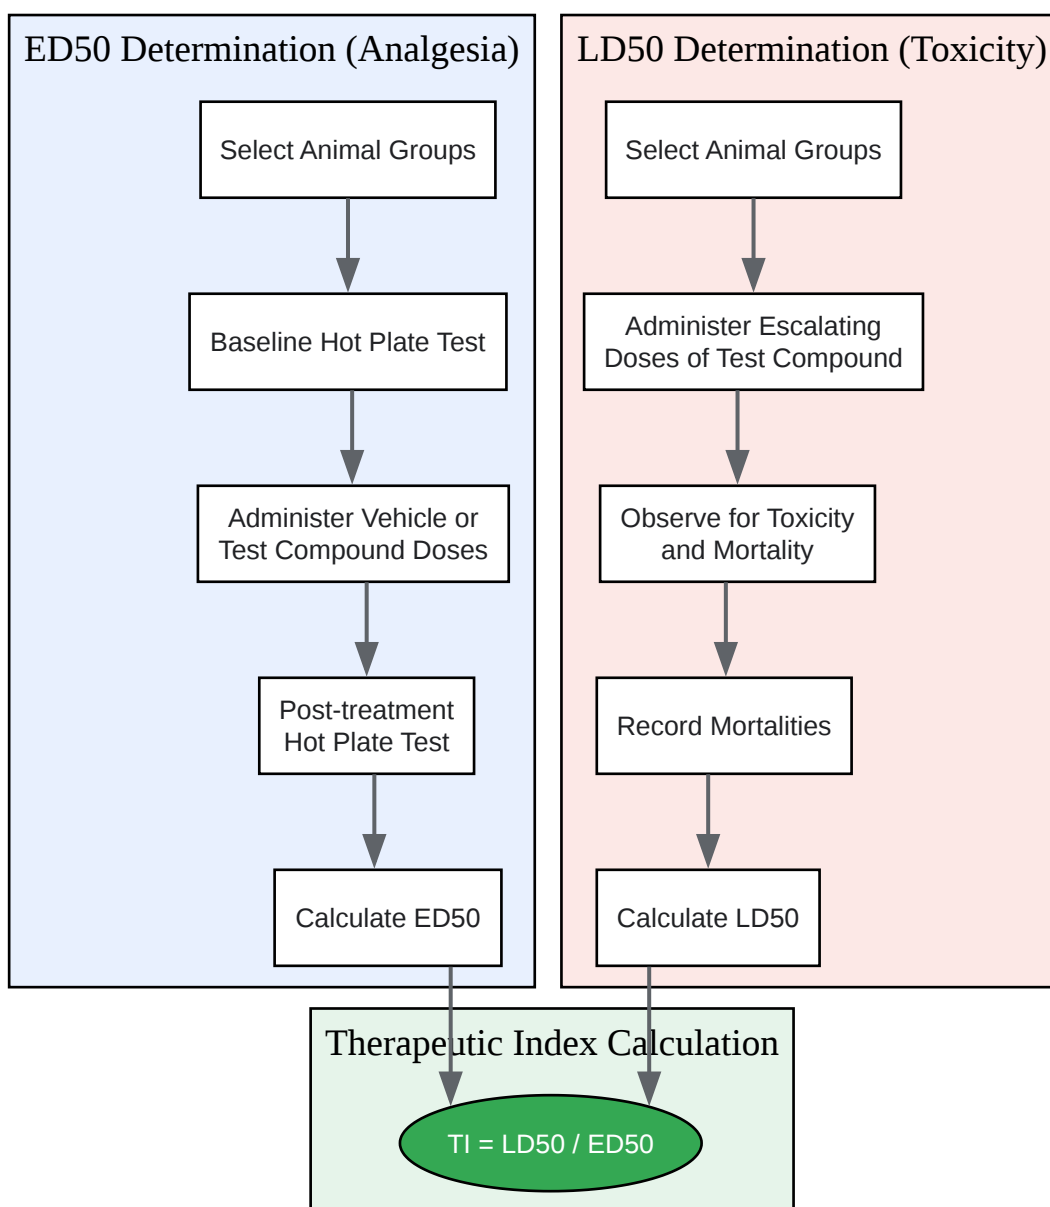 ED50 Determination (Analgesia)
Select Animal Groups
Baseline Hot Plate Test
Administer Vehicle or
Test Compound Doses
Post-treatment
Hot Plate Test
Calculate ED50
LD50 Determination (Toxicity)
Select Animal Groups
Administer Escalating
Doses of Test Compound
Observe for Toxicity
and Mortality
Record Mortalities
Calculate LD50
Therapeutic Index Calculation
TI = LD50 / ED50